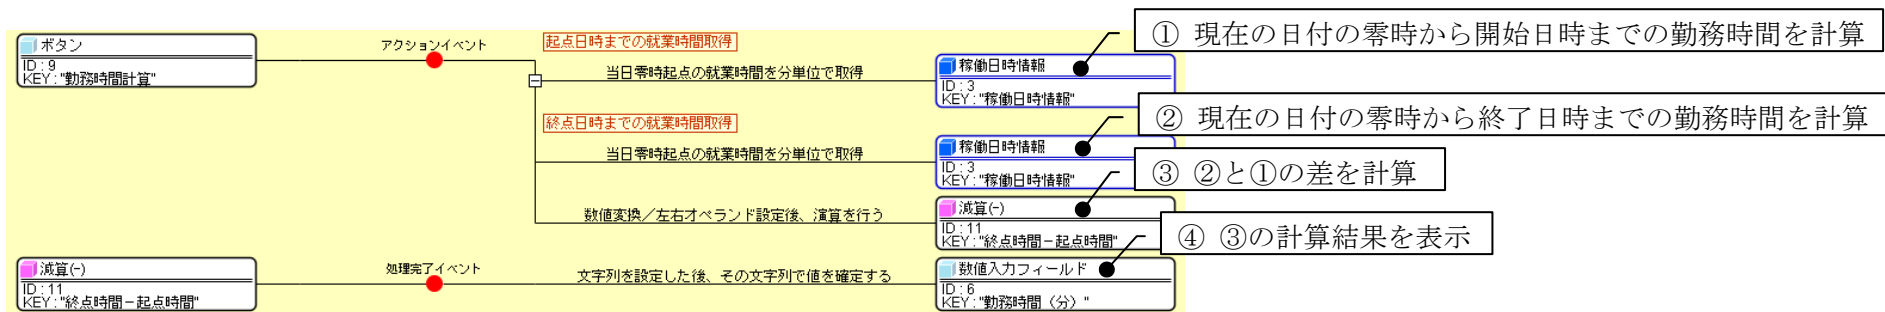 ボタン
ID : 9
KEY : "勤務時間計算"
アクションイベント
起点日時までの就業時間取得
当日零時起点の就業時間を分単位で取得
稼働日時情報
ID : 3
KEY : "稼働日時情報"
① 現在の日付の零時から開始日時までの勤務時間を計算
終点日時までの就業時間取得
当日零時起点の就業時間を分単位で取得
稼働日時情報
ID : 3
KEY : "稼働日時情報"
② 現在の日付の零時から終了日時までの勤務時間を計算
数値変換／左右オペランド設定後、演算を行う
減算(-)
ID : 11
KEY : "終点時間－起点時間"
③ ②と①の差を計算
減算(-)
ID : 11
KEY : "終点時間－起点時間"
処理完了イベント
文字列を設定した後、その文字列で値を確定する
数値入力フィールド
ID : 6
KEY : "勤務時間（分）"
④ ③の計算結果を表示